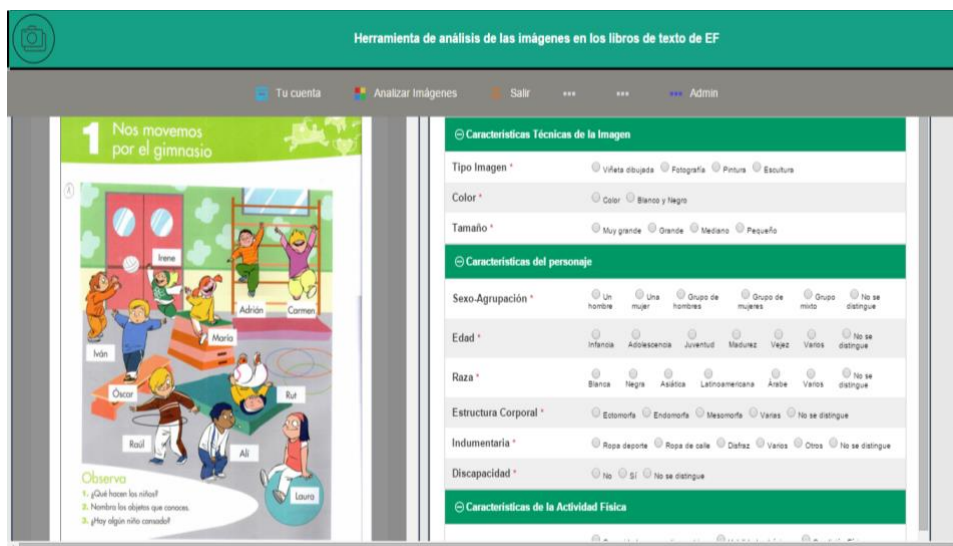 Herramienta de análisis de las imágenes en los libros de texto de EF
Tu cuenta Analizar Imágenes Salir ••• ••• ••• Admin
1 Nos movemos
por el gimnasio
A
Irene
Adrián Carmen
María
Iván
Óscar
Rut
Raúl
Ali
Laura
Observa
1. ¿Qué hacen los niños?
2. Nombra los objetos que conoces.
3. ¿Hay algún niño cansado?
Características Técnicas de la Imagen
Tipo Imagen * Viñeta dibujada Fotografía Pintura Escultura
Color * Color Blanco y Negro
Tamaño * Muy grande Grande Mediano Pequeño
Características del personaje
Sexo-Agrupación * Un hombre Una mujer Grupo de hombres Grupo de mujeres Grupo mixto No se distingue
Edad * Infancia Adolescencia Juventud Madurez Vejez Varios No se distingue
Raza * Blanca Negra Asiática Latinoamericana Árabe Varios No se distingue
Estructura Corporal * Ectomorfa Endomorfa Mesomorfa Varias No se distingue
Indumentaria * Ropa deporte Ropa de calle Disfraz Varios Otros No se distingue
Discapacidad * No Sí No se distingue
Características de la Actividad Física